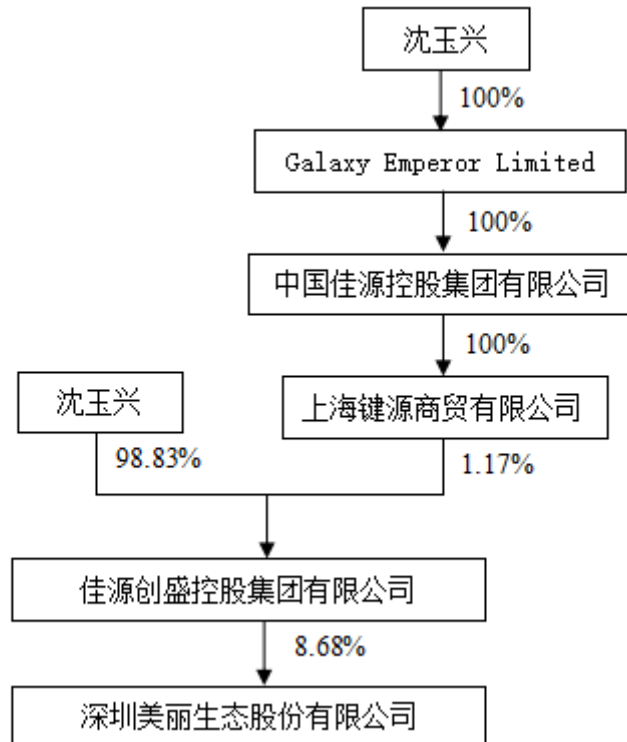 沈玉兴
100%
Galaxy Emperor Limited
100%
中国佳源控股集团有限公司
100%
沈玉兴
上海键源商贸有限公司
98.83%
1.17%
佳源创盛控股集团有限公司
8.68%
深圳美丽生态股份有限公司